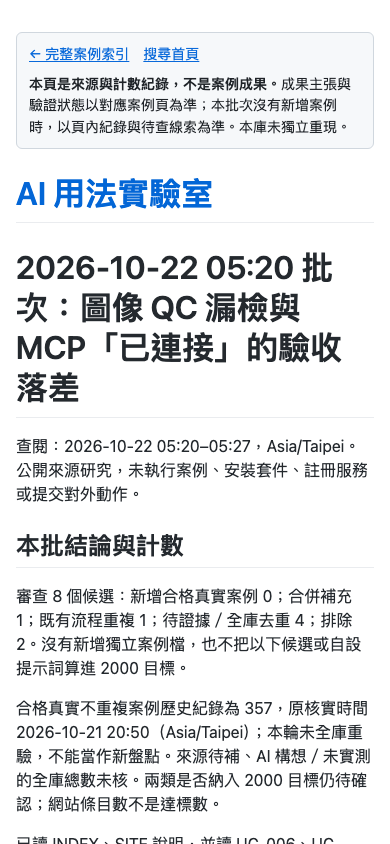 ← 完整案例索引 搜尋首頁
本頁是來源與計數紀錄，不是案例成果。成果主張與
驗證狀態以對應案例頁為準；本批次沒有新增案例
時，以頁內紀錄與待查線索為準。本庫未獨立重現。
AI 用法實驗室
2026-10-22 05:20 批
次：圖像 QC 漏檢與
MCP「已連接」的驗收
落差
查閱：2026-10-22 05:20–05:27，Asia/Taipei。
公開來源研究，未執行案例、安裝套件、註冊服務
或提交對外動作。
本批結論與計數
審查 8 個候選：新增合格真實案例 0；合併補充
1；既有流程重複 1；待證據 / 全庫去重 4；排除
2。沒有新增獨立案例檔，也不把以下候選或自設
提示詞算進 2000 目標。
合格真實不重複案例歷史紀錄為 357，原核實時間
2026-10-21 20:50（Asia/Taipei）；本輪未全庫重
驗，不能當作新盤點。來源待補、AI 構想 / 未實測
的全庫總數未核。兩類是否納入 2000 目標仍待確
認；網站條目數不是達標數。
已讀 INDEX、SITE 說明，並讀 UC-006、UC-